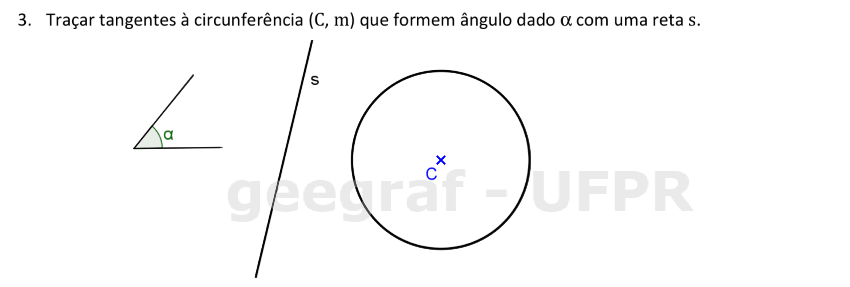 3. Traçar tangentes à circunferência (C, m) que formem ângulo dado α com uma reta s.
s
α
C
geegraf - UFPR